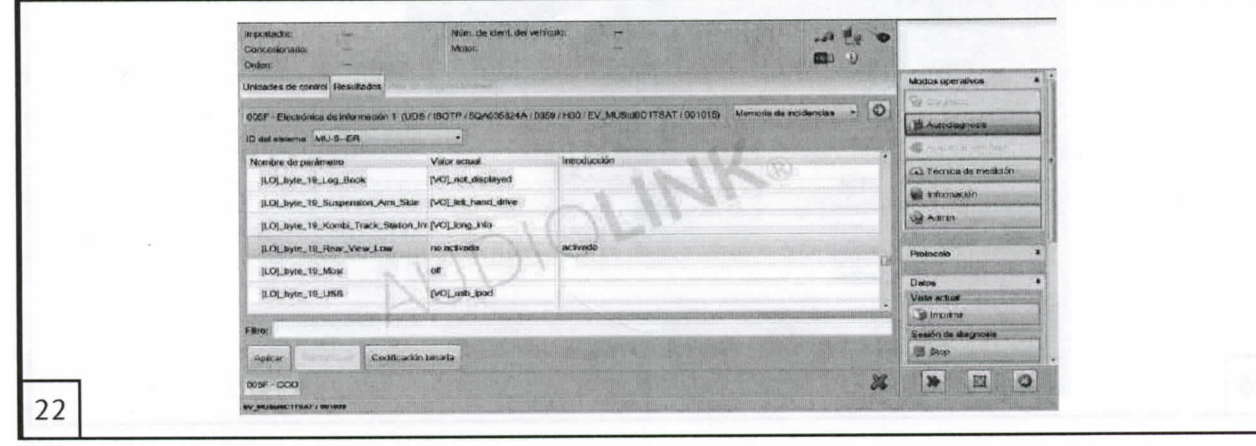 Importador: --- Núm. de ident. del vehículo: ---
Concesionario: --- Motor: ---
Orden: ---
Unidades de control Resultados
005F - Electrónica de información 1 (UDS / ISOTP / 5QA035824A / 0359 / H30 / EV_MUStd6C1TSAT / 001015) Memoria de incidencias
ID del sistema: MU-S--ER
Nombre de parámetro Valor actual Introducción
[LO]_byte_19_Log_Book [VO]_not_displayed
[LO]_byte_19_Suspension_Arm_Side [VO]_left_hand_drive
[LO]_byte_19_Kombi_Track_Station_Inf [VO]_long_info
[LO]_byte_19_Rear_View_Low no activado activado
[LO]_byte_19_Most off
[LO]_byte_19_USB [VO]_usb_ipod
Filtro:
Aplicar Codificación binaria
005F - COD
Modos operativos
Autodiagnosis
Técnica de medición
Información
Admin
Protocolo
Datos
Vista actual
Imprimir
Sesión de diagnosis
Stop
AUDIOLINK®
22